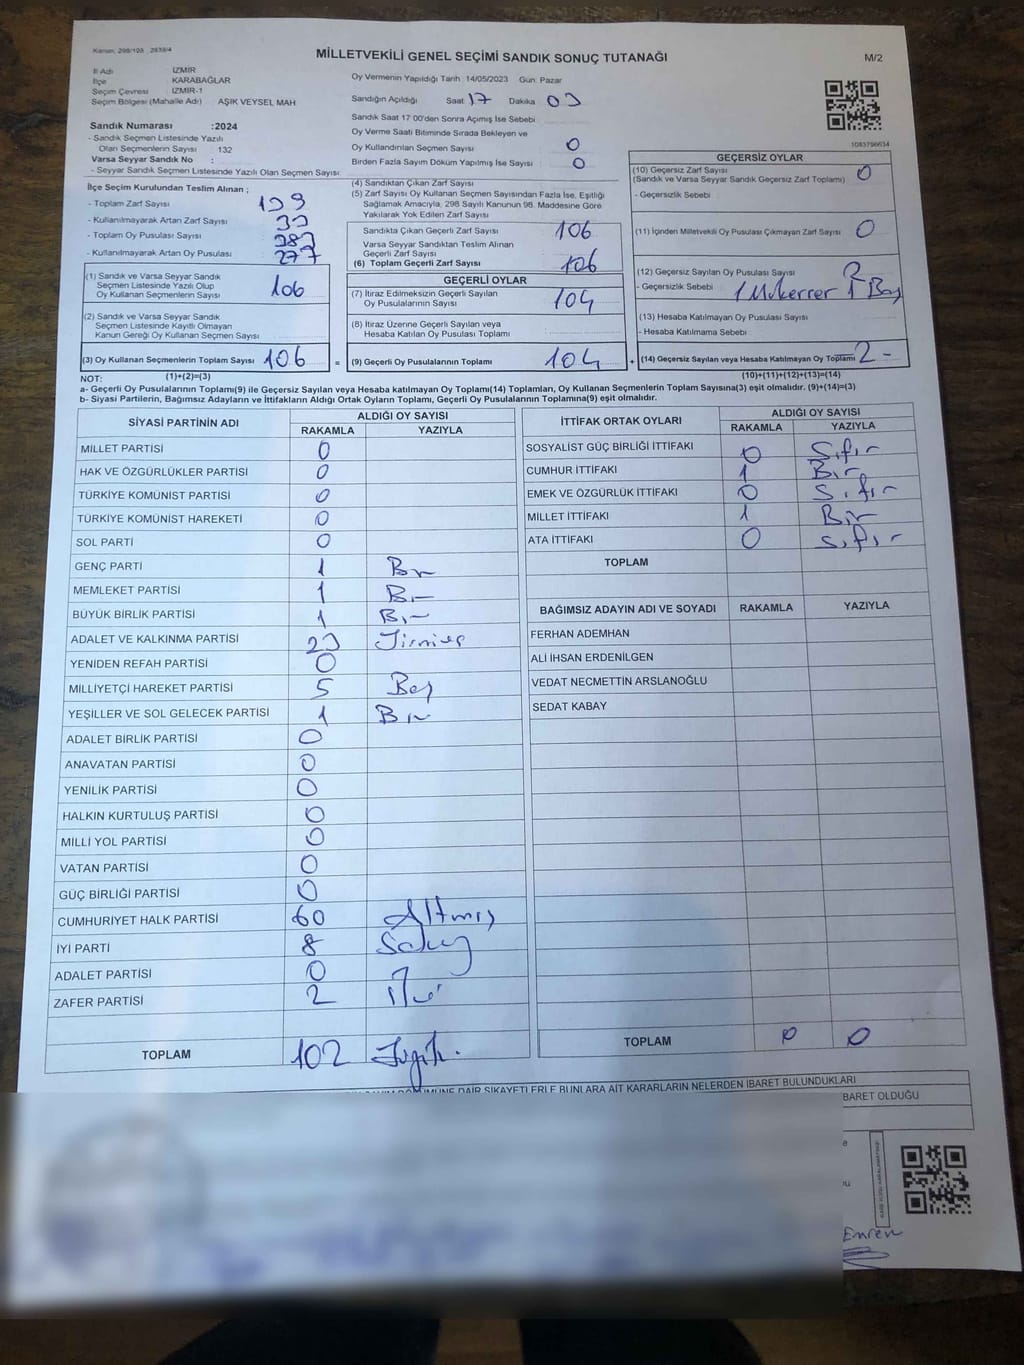 Kanun: 298/105 2839/4
MİLLETVEKİLİ GENEL SEÇİMİ SANDIK SONUÇ TUTANAĞI
M/2
İl Adı İZMİR
İlçe KARABAĞLAR
Seçim Çevresi İZMİR-1
Seçim Bölgesi (Mahalle Adı) AŞIK VEYSEL MAH
Sandık Numarası :2024
- Sandık Seçmen Listesinde Yazılı
Olan Seçmenlerin Sayısı 132
Varsa Seyyar Sandık No :
- Seyyar Sandık Seçmen Listesinde Yazılı Olan Seçmen Sayısı
Oy Vermenin Yapıldığı Tarih 14/05/2023 Gün: Pazar
Sandığın Açıldığı Saat 17 Dakika 03
Sandık Saat 17 00'den Sonra Açımış İse Sebebi
Oy Verme Saati Bitiminde Sırada Bekleyen ve
Oy Kullandırılan Seçmen Sayısı 0
Birden Fazla Sayım Döküm Yapılmış İse Sayısı 0
1083796634
İlçe Seçim Kurulundan Teslim Alınan ;
- Toplam Zarf Sayısı 139
- Kullanılmayarak Artan Zarf Sayısı 33
- Toplam Oy Pusulası Sayısı 383
- Kullanılmayarak Artan Oy Pusulası 277
(1) Sandık ve Varsa Seyyar Sandık
Seçmen Listesinde Yazılı Olup
Oy Kullanan Seçmenlerin Sayısı 106
(2) Sandık ve Varsa Seyyar Sandık
Seçmen Listesinde Kayıtlı Olmayan
Kanun Gereği Oy Kullanan Seçmen Sayısı
(3) Oy Kullanan Seçmenlerin Toplam Sayısı 106
(1)+(2)=(3)
=
(4) Sandıktan Çıkan Zarf Sayısı
(5) Zarf Sayısı Oy Kullanan Seçmen Sayısından Fazla İse, Eşitliği
Sağlamak Amacıyla, 298 Sayılı Kanunun 98. Maddesine Göre
Yakılarak Yok Edilen Zarf Sayısı
Sandıkta Çıkan Geçerli Zarf Sayısı 106
Varsa Seyyar Sandıktan Teslim Alınan
Geçerli Zarf Sayısı
(6) Toplam Geçerli Zarf Sayısı 106
GEÇERLİ OYLAR
(7) İtiraz Edilmeksizin Geçerli Sayılan
Oy Pusulalarının Sayısı 104
(8) İtiraz Üzerine Geçerli Sayılan veya
Hesaba Katılan Oy Pusulası Toplamı
(9) Geçerli Oy Pusulalarının Toplamı 104
+
GEÇERSİZ OYLAR
(10) Geçersiz Zarf Sayısı 0
(Sandık ve Varsa Seyyar Sandık Geçersiz Zarf Toplamı)
- Geçersizlik Sebebi
(11) İçinden Milletvekili Oy Pusulası Çıkmayan Zarf Sayısı 0
(12) Geçersiz Sayılan Oy Pusulası Sayısı 2
- Geçersizlik Sebebi 1 Mükerrer 1 Boş
(13) Hesaba Katılmayan Oy Pusulası Sayısı
- Hesaba Katılmama Sebebi
(14) Geçersiz Sayılan veya Hesaba Katılmayan Oy Toplamı 2 -
(10)+(11)+(12)+(13)=(14)
NOT:
a- Geçerli Oy Pusulalarının Toplamı(9) ile Geçersiz Sayılan veya Hesaba katılmayan Oy Toplamı(14) Toplamları, Oy Kullanan Seçmenlerin Toplam Sayısına(3) eşit olmalıdır. (9)+(14)=(3)
b- Siyasi Partilerin, Bağımsız Adayların ve İttifakların Aldığı Ortak Oyların Toplamı, Geçerli Oy Pusulalarının Toplamına(9) eşit olmalıdır.
SİYASİ PARTİNİN ADI ALDIĞI OY SAYISI
RAKAMLA YAZIYLA
MİLLET PARTİSİ 0
HAK VE ÖZGÜRLÜKLER PARTİSİ 0
TÜRKİYE KOMÜNİST PARTİSİ 0
TÜRKİYE KOMÜNİST HAREKETİ 0
SOL PARTİ 0
GENÇ PARTİ 1 Bir
MEMLEKET PARTİSİ 1 Bir
BÜYÜK BİRLİK PARTİSİ 1 Bir
ADALET VE KALKINMA PARTİSİ 23 Yirmiüç
YENİDEN REFAH PARTİSİ 0
MİLLİYETÇİ HAREKET PARTİSİ 5 Beş
YEŞİLLER VE SOL GELECEK PARTİSİ 1 Bir
ADALET BİRLİK PARTİSİ 0
ANAVATAN PARTİSİ 0
YENİLİK PARTİSİ 0
HALKIN KURTULUŞ PARTİSİ 0
MİLLİ YOL PARTİSİ 0
VATAN PARTİSİ 0
GÜÇ BİRLİĞİ PARTİSİ 0
CUMHURİYET HALK PARTİSİ 60 Altmış
İYİ PARTİ 8 Sekiz
ADALET PARTİSİ 0
ZAFER PARTİSİ 2 İki
TOPLAM 102 Yüziki.
İTTİFAK ORTAK OYLARI ALDIĞI OY SAYISI
RAKAMLA YAZIYLA
SOSYALİST GÜÇ BİRLİĞİ İTTİFAKI 0 Sıfır
CUMHUR İTTİFAKI 1 Bir
EMEK VE ÖZGÜRLÜK İTTİFAKI 0 Sıfır
MİLLET İTTİFAKI 1 Bir
ATA İTTİFAKI 0 Sıfır
TOPLAM
BAĞIMSIZ ADAYIN ADI VE SOYADI RAKAMLA YAZIYLA
FERHAN ADEMHAN
ALİ İHSAN ERDENİLGEN
VEDAT NECMETTİN ARSLANOĞLU
SEDAT KABAY
TOPLAM 0 0
DAİR ŞİKAYETLERLE BUNLARA AİT KARARLARIN NELERDEN İBARET BULUNDUKLARI
BARET OLDUĞU
Emren